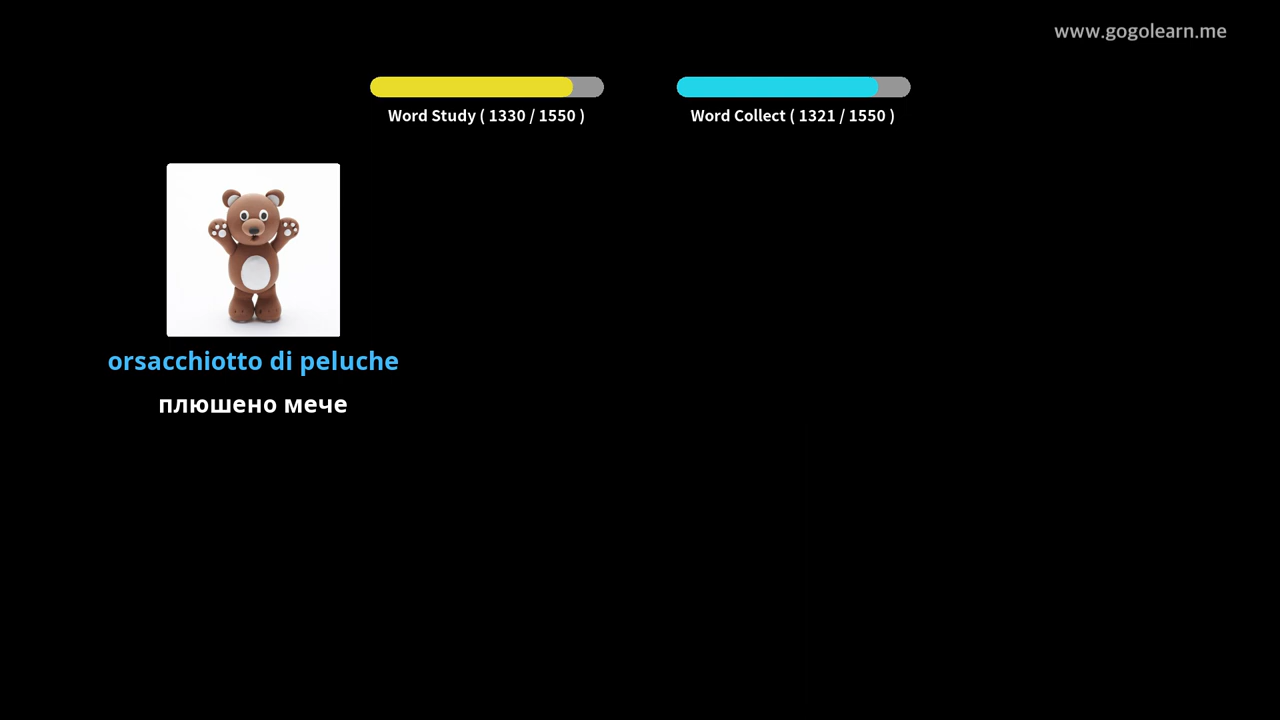 www.gogolearn.me
Word Study ( 1330 / 1550 )
Word Collect ( 1321 / 1550 )
orsacchiotto di peluche
плюшено мече